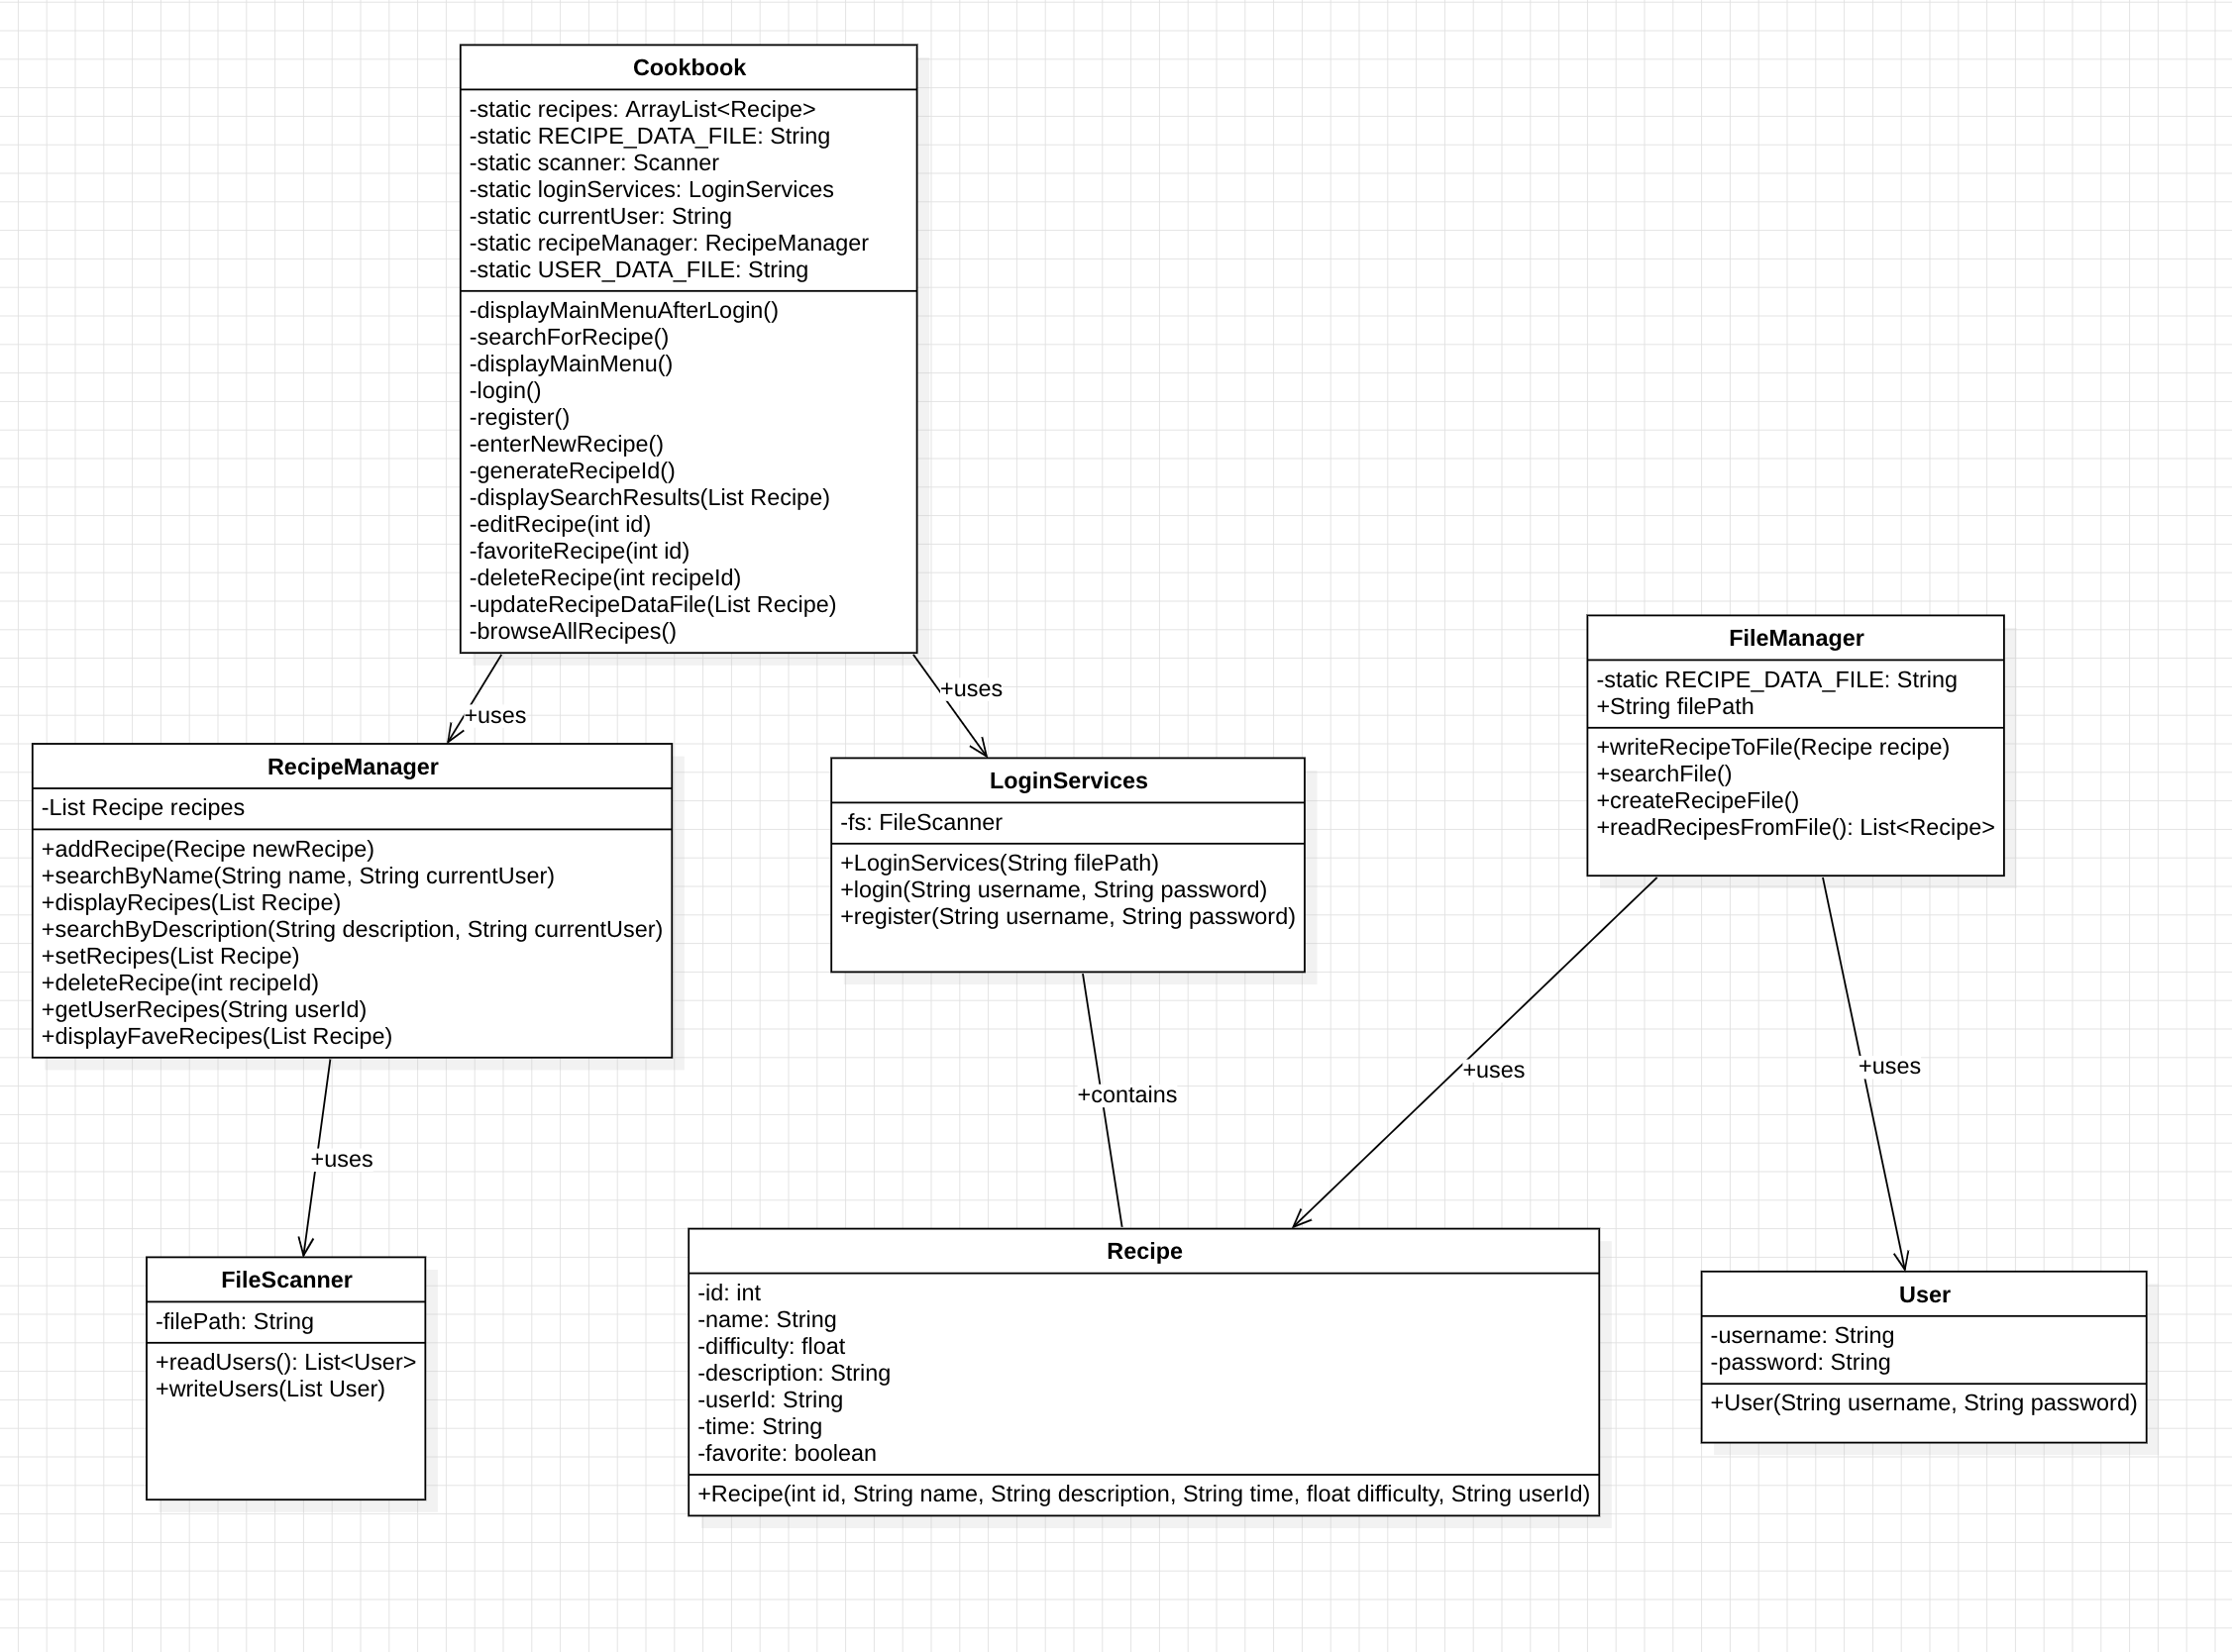 Cookbook
-static recipes: ArrayList<Recipe>
-static RECIPE_DATA_FILE: String
-static scanner: Scanner
-static loginServices: LoginServices
-static currentUser: String
-static recipeManager: RecipeManager
-static USER_DATA_FILE: String
-displayMainMenuAfterLogin()
-searchForRecipe()
-displayMainMenu()
-login()
-register()
-enterNewRecipe()
-generateRecipeId()
-displaySearchResults(List Recipe)
-editRecipe(int id)
-favoriteRecipe(int id)
-deleteRecipe(int recipeId)
-updateRecipeDataFile(List Recipe)
-browseAllRecipes()
+uses
+uses
RecipeManager
-List Recipe recipes
+addRecipe(Recipe newRecipe)
+searchByName(String name, String currentUser)
+displayRecipes(List Recipe)
+searchByDescription(String description, String currentUser)
+setRecipes(List Recipe)
+deleteRecipe(int recipeId)
+getUserRecipes(String userId)
+displayFaveRecipes(List Recipe)
LoginServices
-fs: FileScanner
+LoginServices(String filePath)
+login(String username, String password)
+register(String username, String password)
FileManager
-static RECIPE_DATA_FILE: String
+String filePath
+writeRecipeToFile(Recipe recipe)
+searchFile()
+createRecipeFile()
+readRecipesFromFile(): List<Recipe>
+uses
+contains
+uses
+uses
FileScanner
-filePath: String
+readUsers(): List<User>
+writeUsers(List User)
Recipe
-id: int
-name: String
-difficulty: float
-description: String
-userId: String
-time: String
-favorite: boolean
+Recipe(int id, String name, String description, String time, float difficulty, String userId)
User
-username: String
-password: String
+User(String username, String password)